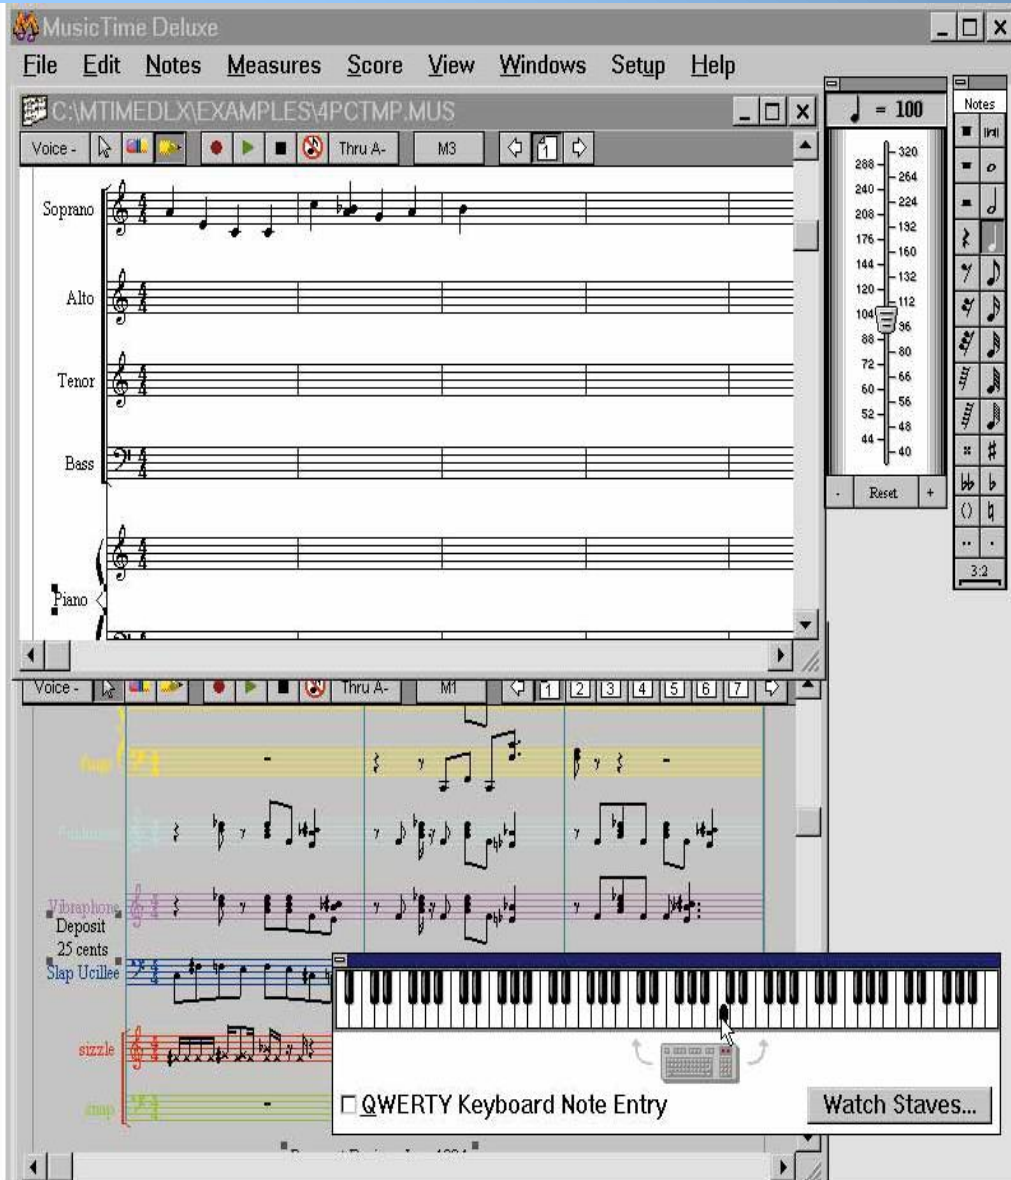 MusicTime Deluxe
File Edit Notes Measures Score View Windows Setup Help
C:\MTIMEDLX\EXAMPLES\4PCTMP.MUS
Voice - Thru A- M3 1
Soprano
Alto
Tenor
Bass
Piano
= 100
320
288
264
240
224
208
192
176
160
144
132
120
112
104
96
88
80
72
66
60
56
52
48
44
40
- Reset +
Notes
3:2
Voice - Thru A- M1 1 2 3 4 5 6 7
Vibraphone
Deposit
25 cents
Slap Ucillee
sizzle
snap
QWERTY Keyboard Note Entry
Watch Staves...